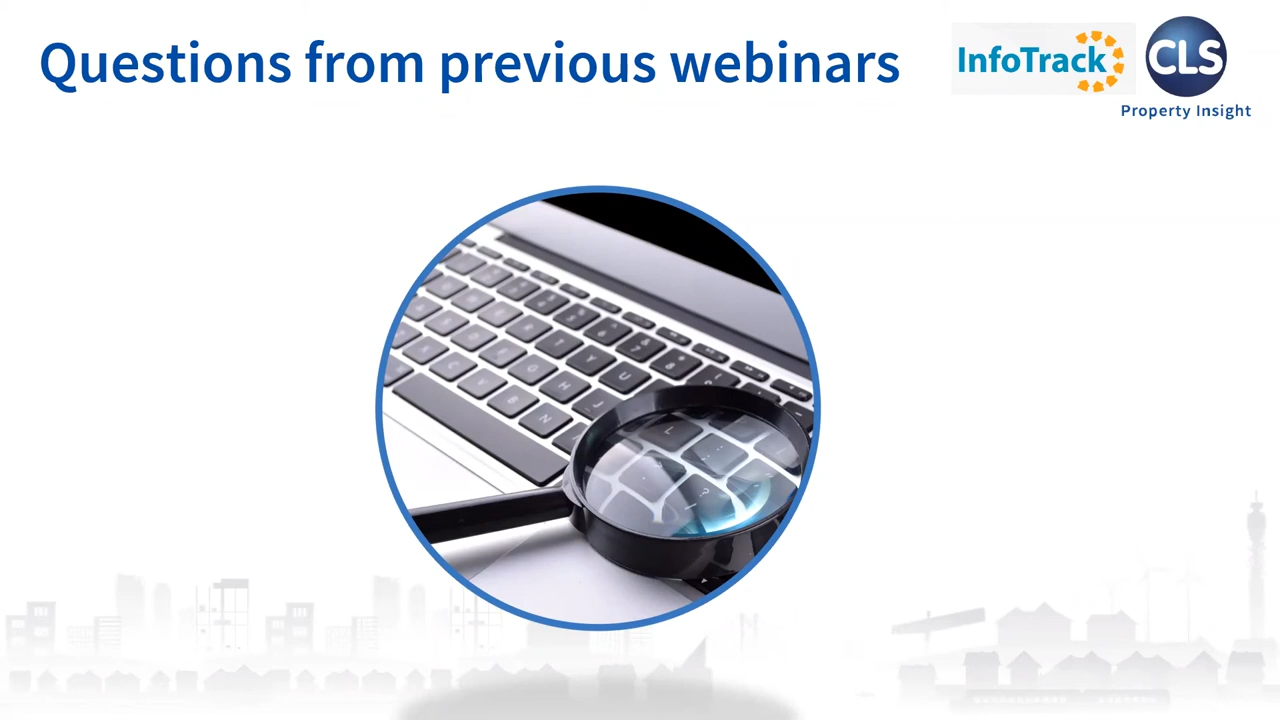 Questions from previous webinars
InfoTrack
CLS
Property Insight
Y
U
H
B
N
L
?